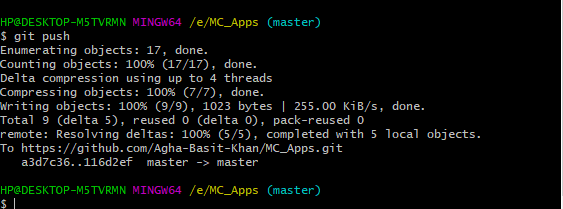 HP@DESKTOP-M5TVRMN MINGW64 /e/MC_Apps (master)
$ git push
Enumerating objects: 17, done.
Counting objects: 100% (17/17), done.
Delta compression using up to 4 threads
Compressing objects: 100% (7/7), done.
Writing objects: 100% (9/9), 1023 bytes | 255.00 KiB/s, done.
Total 9 (delta 5), reused 0 (delta 0), pack-reused 0
remote: Resolving deltas: 100% (5/5), completed with 5 local objects.
To https://github.com/Agha-Basit-Khan/MC_Apps.git
   a3d7c36..116d2ef  master -> master
HP@DESKTOP-M5TVRMN MINGW64 /e/MC_Apps (master)
$